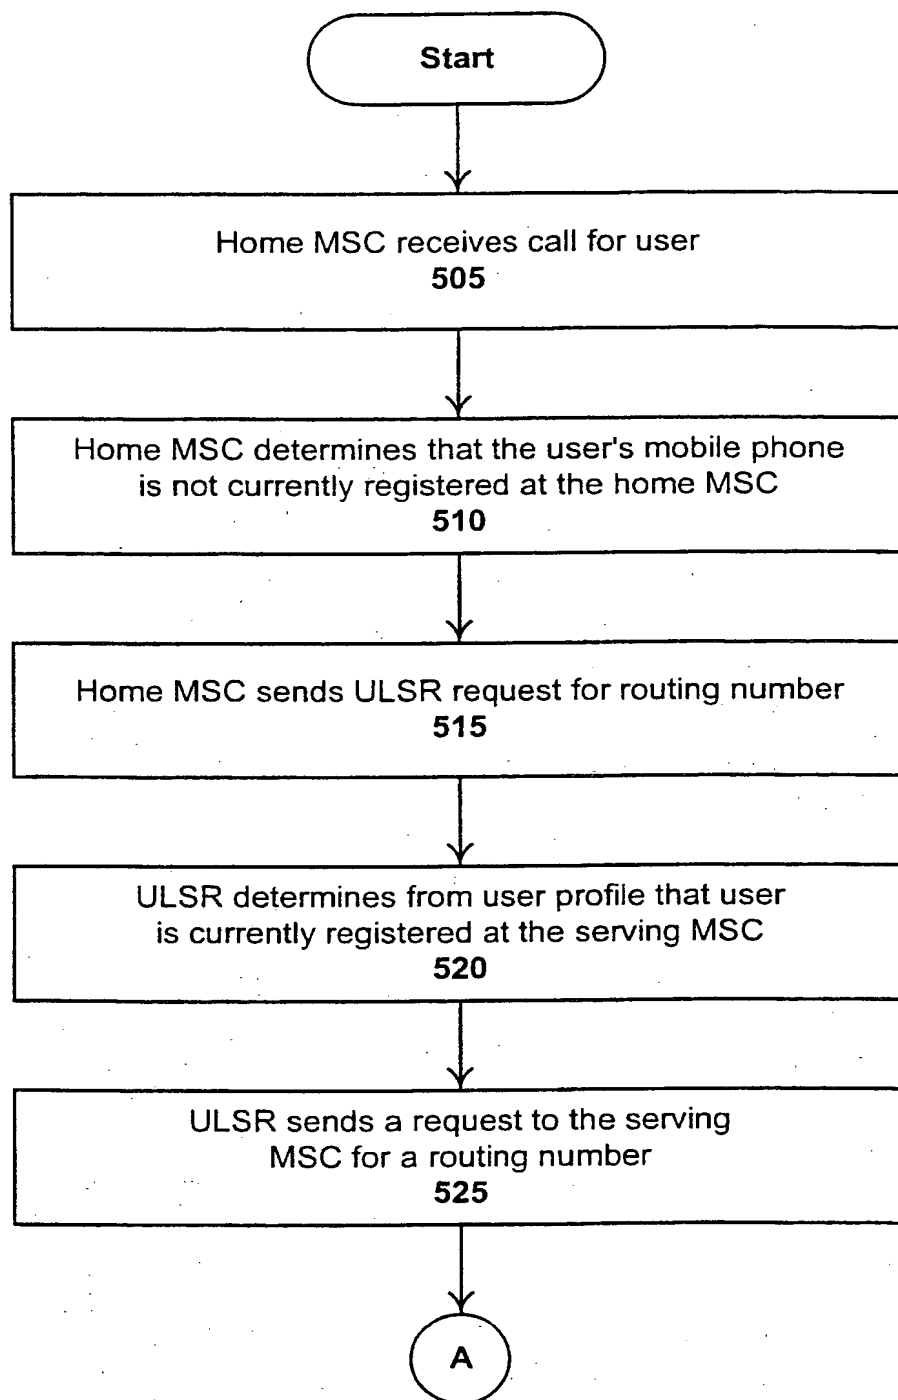 Start
Home MSC receives call for user
505
Home MSC determines that the user's mobile phone
is not currently registered at the home MSC
510
Home MSC sends ULSR request for routing number
515
ULSR determines from user profile that user
is currently registered at the serving MSC
520
ULSR sends a request to the serving
MSC for a routing number
525
A